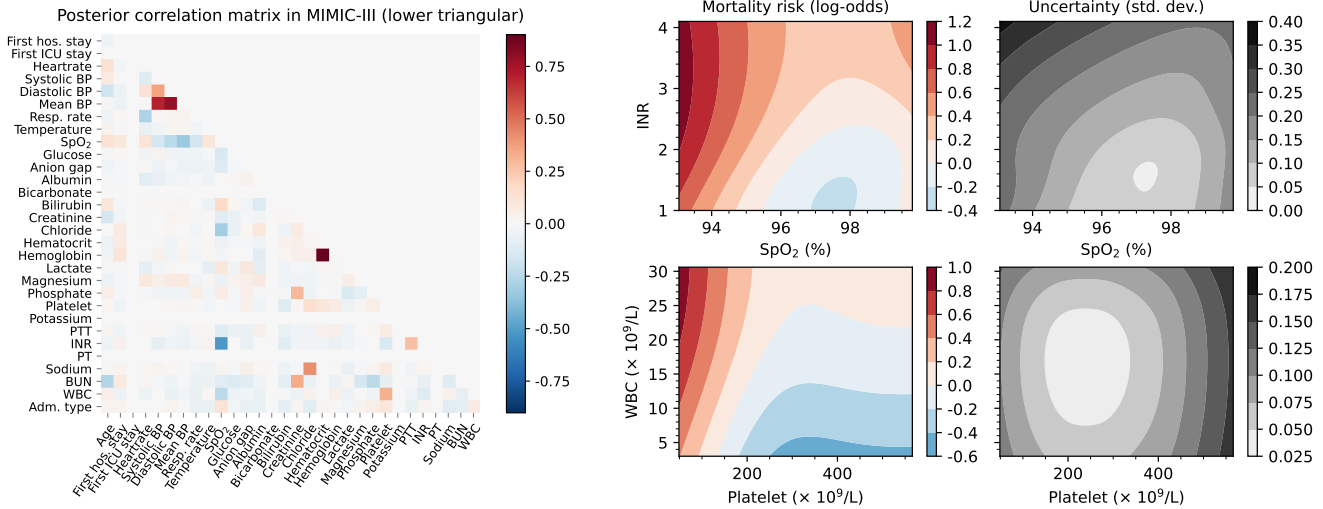 Posterior correlation matrix in MIMIC-III (lower triangular)
First hos. stay
First ICU stay
Heartrate
Systolic BP
Diastolic BP
Mean BP
Resp. rate
Temperature
SpO₂
Glucose
Anion gap
Albumin
Bicarbonate
Bilirubin
Creatinine
Chloride
Hematocrit
Hemoglobin
Lactate
Magnesium
Phosphate
Platelet
Potassium
PTT
INR
PT
Sodium
BUN
WBC
Adm. type
Age
First hos. stay
First ICU stay
Heartrate
Systolic BP
Diastolic BP
Mean BP
Resp. rate
Temperature
SpO₂
Glucose
Anion gap
Albumin
Bicarbonate
Bilirubin
Creatinine
Chloride
Hematocrit
Hemoglobin
Lactate
Magnesium
Phosphate
Platelet
Potassium
PTT
INR
PT
Sodium
BUN
WBC
0.75
0.50
0.25
0.00
-0.25
-0.50
-0.75
Mortality risk (log-odds)
INR
4
3
2
1
94
96
98
SpO₂ (%)
1.2
1.0
0.8
0.6
0.4
0.2
0.0
-0.2
-0.4
Uncertainty (std. dev.)
94
96
98
SpO₂ (%)
0.40
0.35
0.30
0.25
0.20
0.15
0.10
0.05
0.00
WBC (× 10⁹/L)
30
25
20
15
10
5
200
400
Platelet (× 10⁹/L)
1.0
0.8
0.6
0.4
0.2
0.0
-0.2
-0.4
-0.6
200
400
Platelet (× 10⁹/L)
0.200
0.175
0.150
0.125
0.100
0.075
0.050
0.025